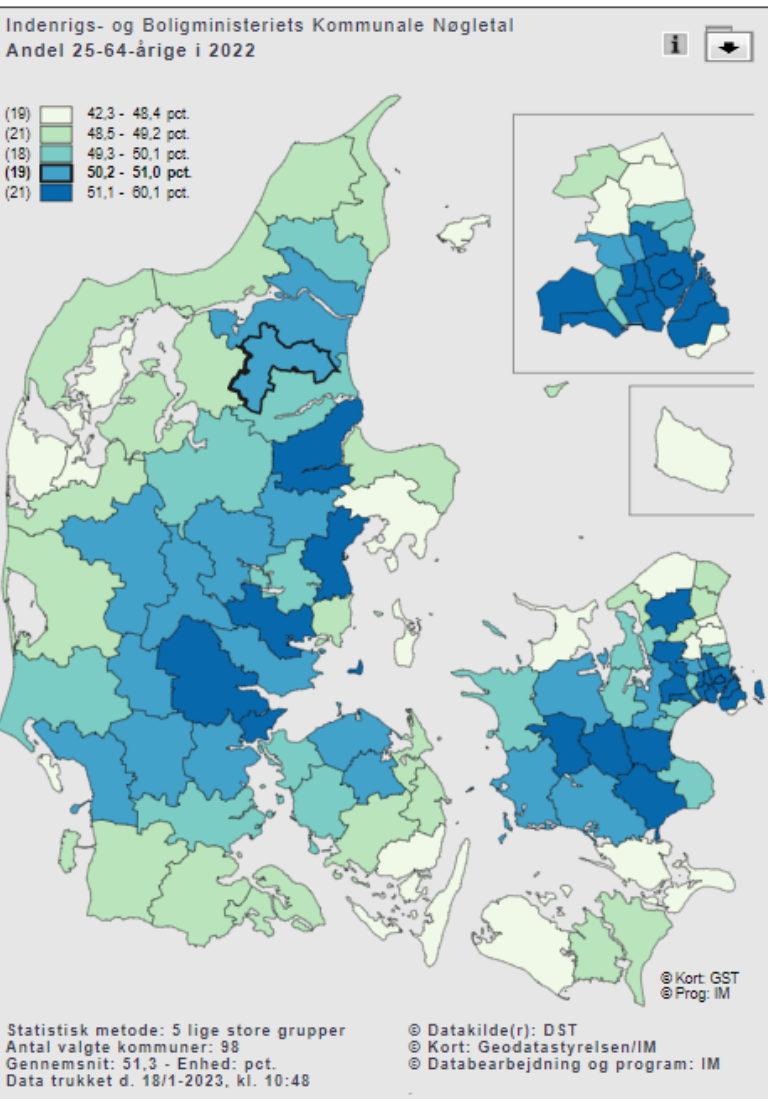 Indenrigs- og Boligministeriets Kommunale Nøgletal
Andel 25-64-årige i 2022
i
(19) 42,3 - 48,4 pct.
(21) 48,5 - 49,2 pct.
(18) 49,3 - 50,1 pct.
(19) 50,2 - 51,0 pct.
(21) 51,1 - 60,1 pct.
© Kort: GST
© Prog: IM
Statistisk metode: 5 lige store grupper
Antal valgte kommuner: 98
Gennemsnit: 51,3 - Enhed: pct.
Data trukket d. 18/1-2023, kl. 10:48
© Datakilde(r): DST
© Kort: Geodatastyrelsen/IM
© Databearbejdning og program: IM